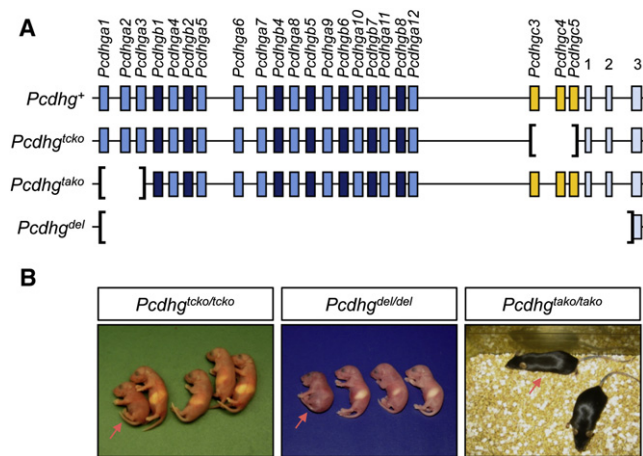 A
Pcdhga1 Pcdhga2 Pcdhga3 Pcdhgb1 Pcdhga4 Pcdhgb2 Pcdhga5 Pcdhga6 Pcdhga7 Pcdhgb4 Pcdhga8 Pcdhgb5 Pcdhga9 Pcdhgb6 Pcdhga10 Pcdhgb7 Pcdhga11 Pcdhgb8 Pcdhga12 Pcdhgc3 Pcdhgc4 Pcdhgc5 1 2 3
Pcdhg+
Pcdhgtcko
Pcdhgtako
Pcdhgdel
B
Pcdhgtcko/tcko Pcdhgdel/del Pcdhgtako/tako